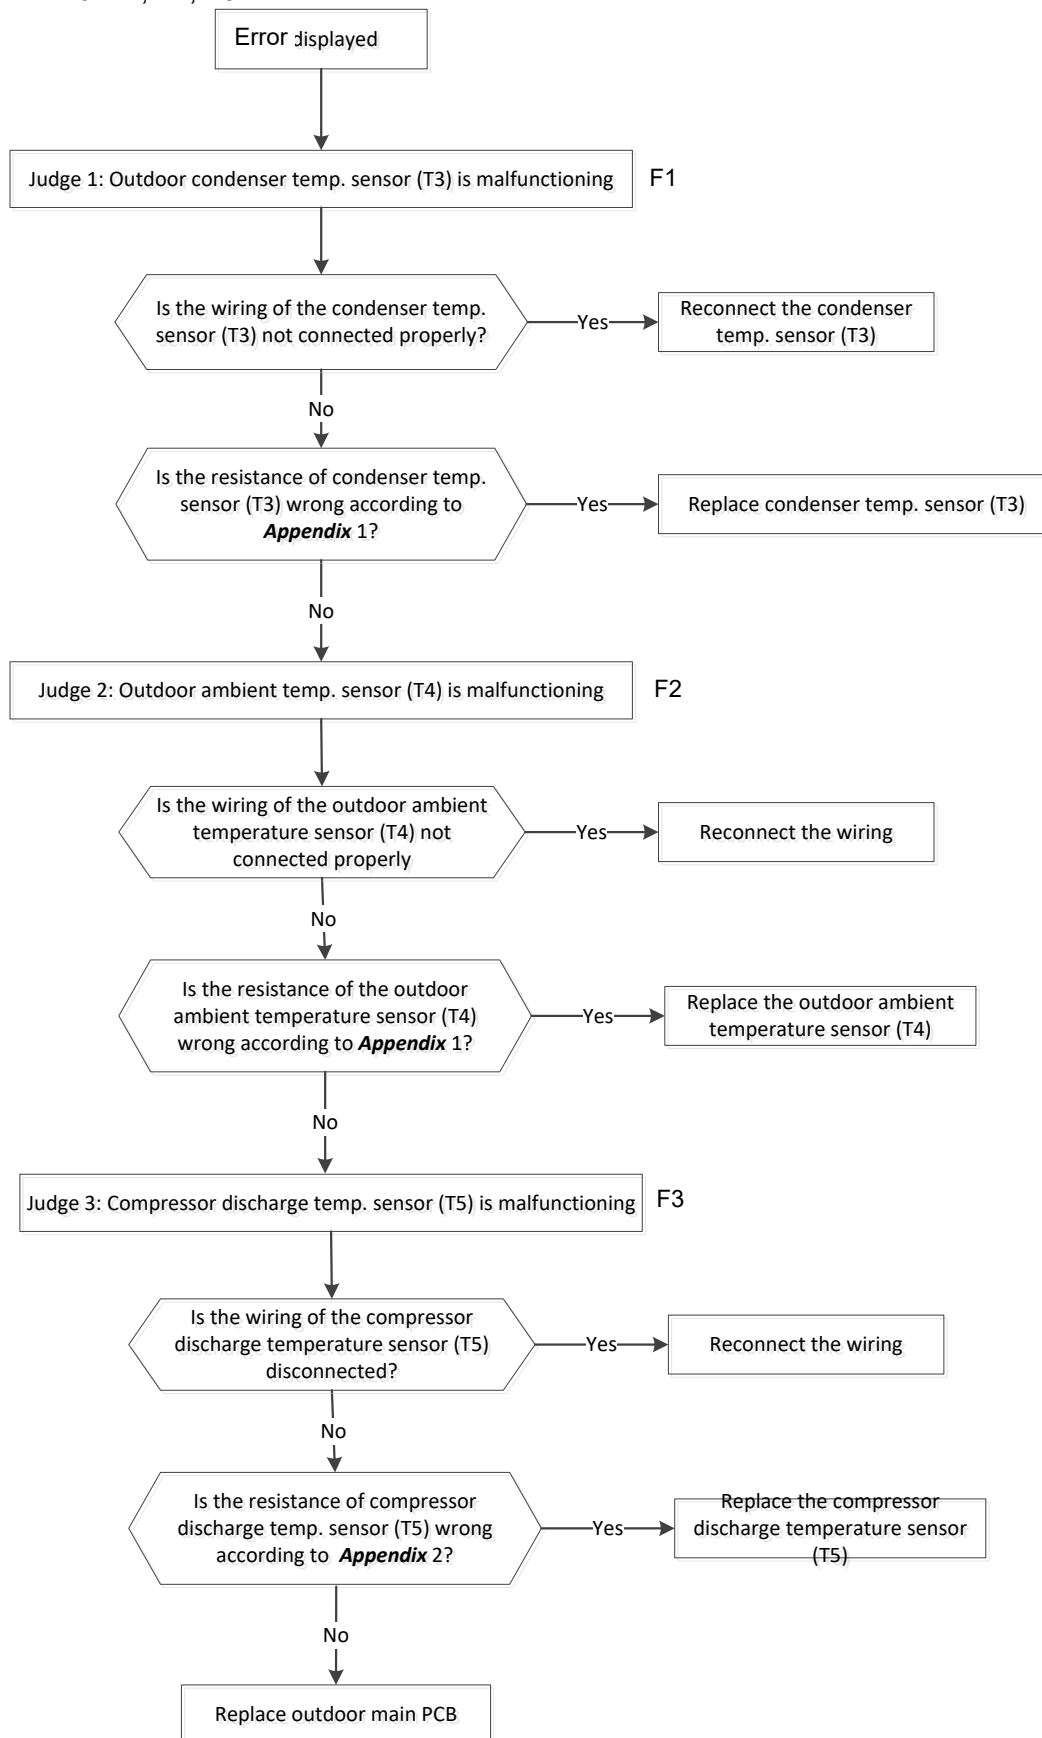 Error displayed
Judge 1: Outdoor condenser temp. sensor (T3) is malfunctioning
F1
Is the wiring of the condenser temp.
sensor (T3) not connected properly?
Yes
Reconnect the condenser
temp. sensor (T3)
No
Is the resistance of condenser temp.
sensor (T3) wrong according to
Appendix 1?
Yes
Replace condenser temp. sensor (T3)
No
Judge 2: Outdoor ambient temp. sensor (T4) is malfunctioning
F2
Is the wiring of the outdoor ambient
temperature sensor (T4) not
connected properly
Yes
Reconnect the wiring
No
Is the resistance of the outdoor
ambient temperature sensor (T4)
wrong according to Appendix 1?
Yes
Replace the outdoor ambient
temperature sensor (T4)
No
Judge 3: Compressor discharge temp. sensor (T5) is malfunctioning
F3
Is the wiring of the compressor
discharge temperature sensor (T5)
disconnected?
Yes
Reconnect the wiring
No
Is the resistance of compressor
discharge temp. sensor (T5) wrong
according to Appendix 2?
Yes
Replace the compressor
discharge temperature sensor
(T5)
No
Replace outdoor main PCB